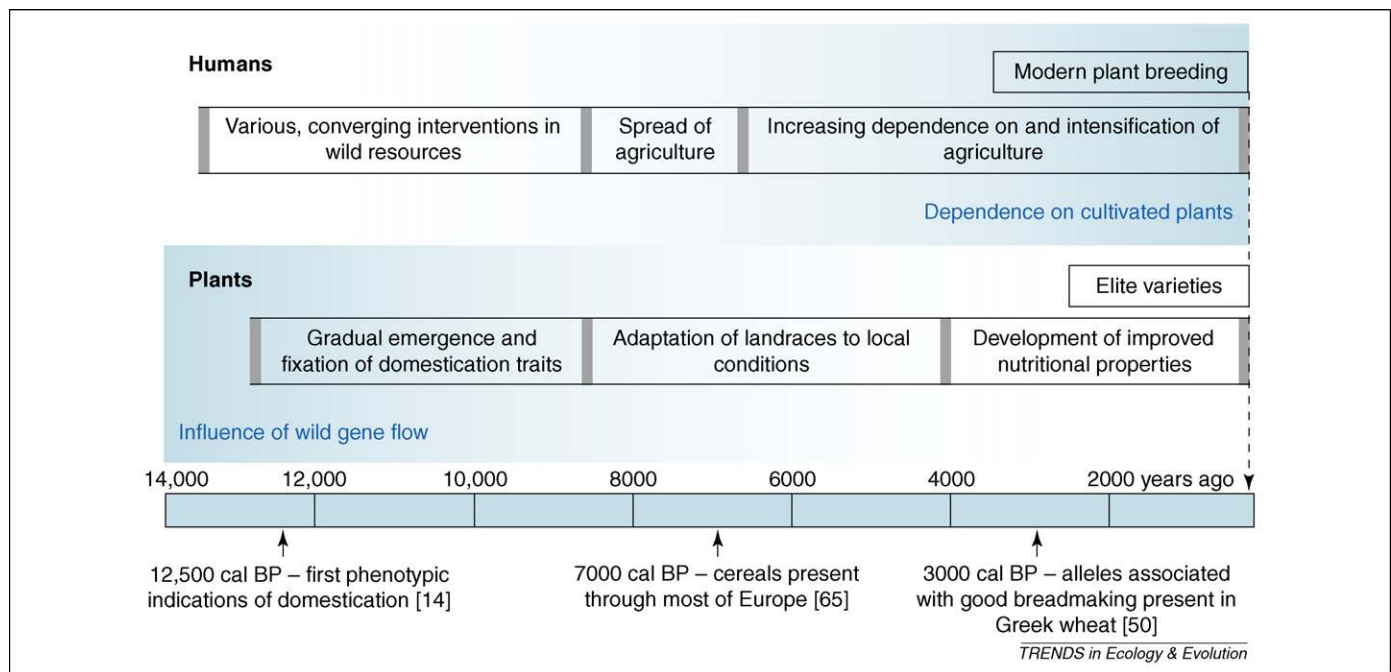 Humans
Modern plant breeding
Various, converging interventions in
wild resources
Spread of
agriculture
Increasing dependence on and intensification of
agriculture
Dependence on cultivated plants
Plants
Elite varieties
Gradual emergence and
fixation of domestication traits
Adaptation of landraces to local
conditions
Development of improved
nutritional properties
Influence of wild gene flow
14,000 12,000 10,000 8000 6000 4000 2000 years ago
12,500 cal BP – first phenotypic
indications of domestication [14]
7000 cal BP – cereals present
through most of Europe [65]
3000 cal BP – alleles associated
with good breadmaking present in
Greek wheat [50]
TRENDS in Ecology & Evolution